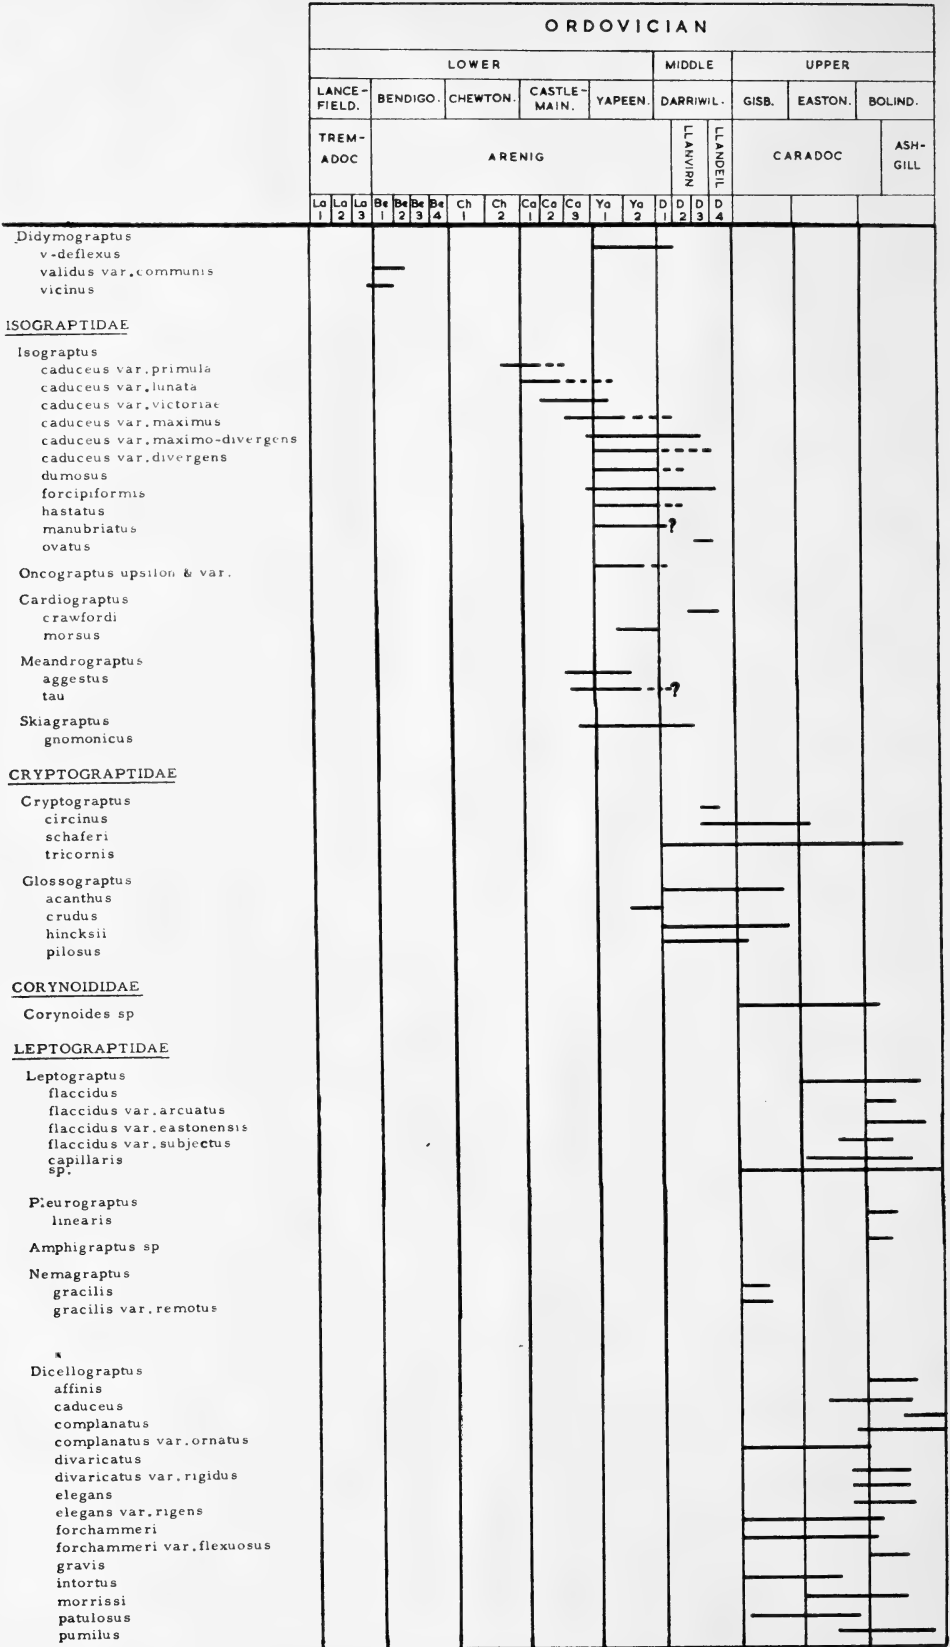 ORDOVICIAN
LOWER MIDDLE UPPER
LANCE-FIELD. BENDIGO. CHEWTON. CASTLE-MAIN. YAPEEN. DARRIWIL. GISB. EASTON. BOLIND.
TREM-ADOC ARENIG LLANVIRN LLANDEIL CARADOC ASH-GILL
La 1 La 2 La 3 Be 1 Be 2 Be 3 Be 4 Ch 1 Ch 2 Ca 1 Ca 2 Ca 3 Ya 1 Ya 2 D 1 D 2 D 3 D 4
Didymograptus
v-deflexus
validus var.communis
vicinus
ISOGRAPTIDAE
Isograptus
caduceus var.primula
caduceus var.lunata
caduceus var.victoriae
caduceus var.maximus
caduceus var.maximo-divergens
caduceus var.divergens
dumosus
forcipiformis
hastatus
manubriatus ?
ovatus
Oncograptus upsilon & var.
Cardiograptus
crawfordi
morsus
Meandrograptus
aggestus
tau ?
Skiagraptus
gnomonicus
CRYPTOGRAPTIDAE
Cryptograptus
circinus
schaferi
tricornis
Glossograptus
acanthus
crudus
hincksii
pilosus
CORYNOIDIDAE
Corynoides sp
LEPTOGRAPTIDAE
Leptograptus
flaccidus
flaccidus var.arcuatus
flaccidus var.eastonensis
flaccidus var.subjectus
capillaris
sp.
Pleurograptus
linearis
Amphigraptus sp
Nemagraptus
gracilis
gracilis var.remotus
Dicellograptus
affinis
caduceus
complanatus
complanatus var.ornatus
divaricatus
divaricatus var.rigidus
elegans
elegans var.rigens
forchammeri
forchammeri var.flexuosus
gravis
intortus
morrissi
patulosus
pumilus